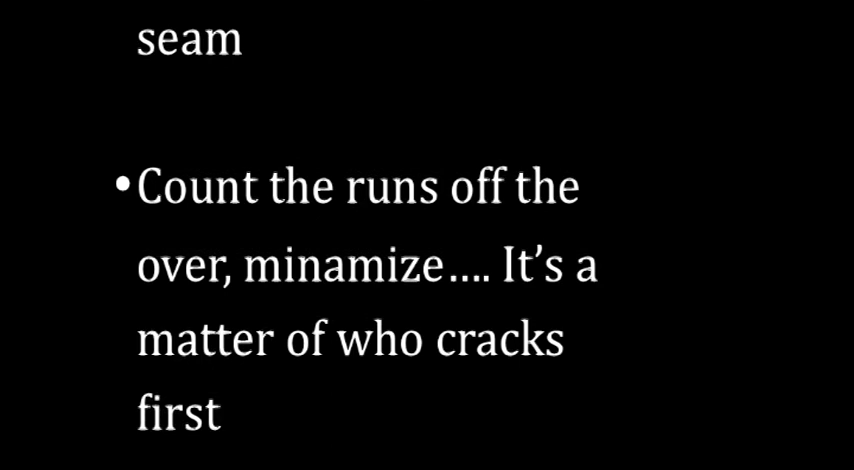 seam
•Count the runs off the
over, minamize…. It’s a
matter of who cracks
first